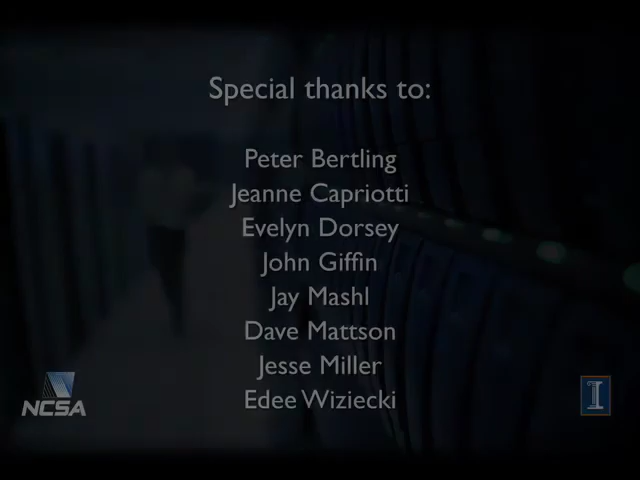 Special thanks to:
Peter Bertling
Jeanne Capriotti
Evelyn Dorsey
John Giffin
Jay Mashl
Dave Mattson
Jesse Miller
Edee Wiziecki
NCSA
I